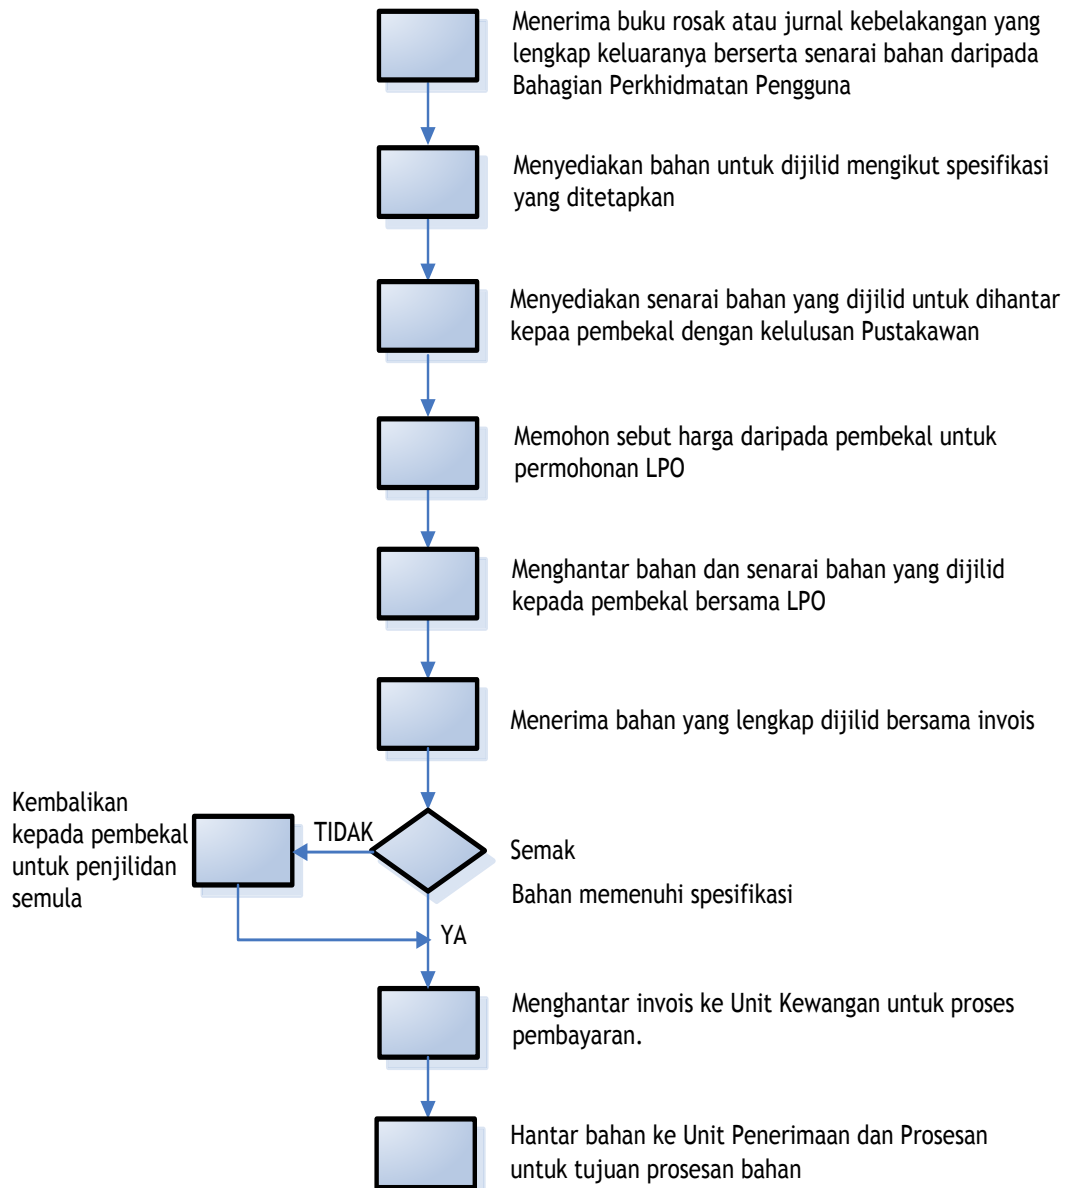 Menerima buku rosak atau jurnal kebelakangan yang
lengkap keluaranya berserta senarai bahan daripada
Bahagian Perkhidmatan Pengguna
Menyediakan bahan untuk dijilid mengikut spesifikasi
yang ditetapkan
Menyediakan senarai bahan yang dijilid untuk dihantar
kepaa pembekal dengan kelulusan Pustakawan
Memohon sebut harga daripada pembekal untuk
permohonan LPO
Menghantar bahan dan senarai bahan yang dijilid
kepada pembekal bersama LPO
Menerima bahan yang lengkap dijilid bersama invois
Kembalikan
kepada pembekal
untuk penjilidan
semula
TIDAK
Semak
Bahan memenuhi spesifikasi
YA
Menghantar invois ke Unit Kewangan untuk proses
pembayaran.
Hantar bahan ke Unit Penerimaan dan Prosesan
untuk tujuan prosesan bahan